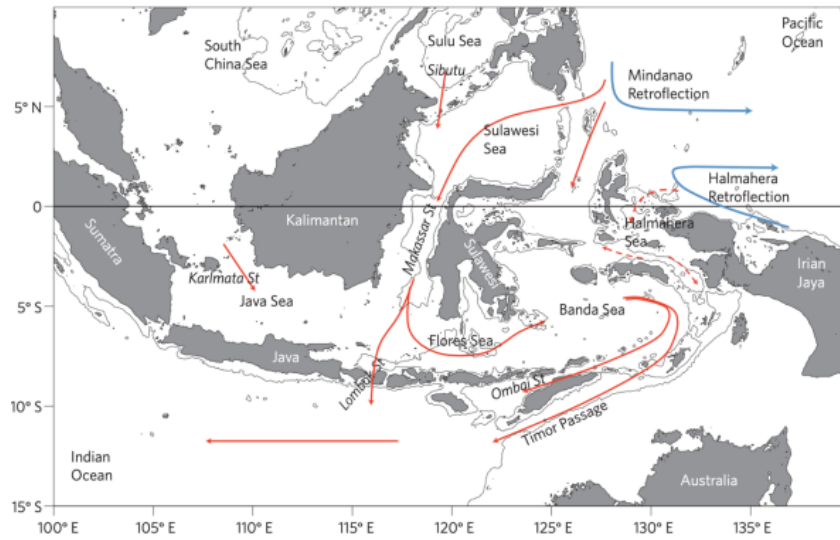 South
China Sea
Sulu Sea
Sibutu
Pacific
Ocean
Mindanao
Retroflection
5° N
Sulawesi
Sea
Halmahera
Retroflection
0
Kalimantan
Sumatra
Makassar St
Sulawesi
Halmahera
Sea
Irian
Jaya
Karlmata St
Java Sea
5° S
Banda Sea
Flores Sea
Java
Lombok St
Ombai St
10° S
Timor Passage
Indian
Ocean
Australia
15° S
100° E
105° E
110° E
115° E
120° E
125° E
130° E
135° E